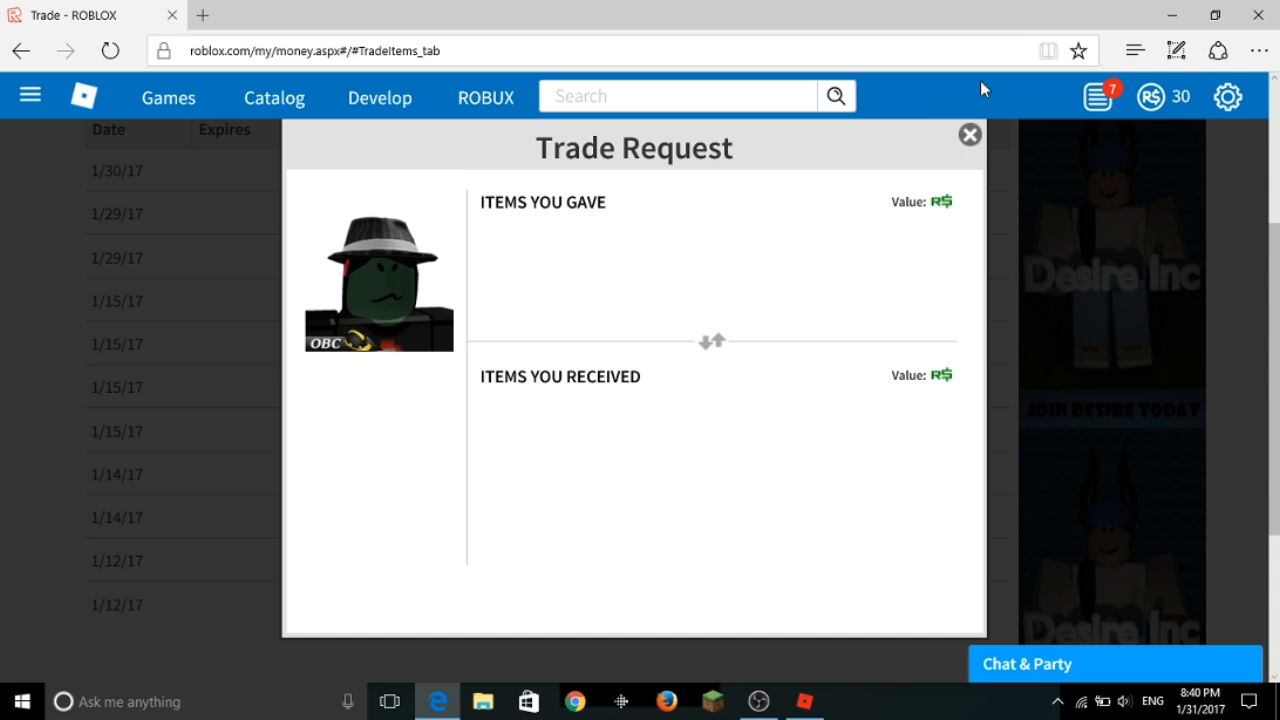 Trade - ROBLOX
roblox.com/my/money.aspx#/#TradeItems_tab
Games
Catalog
Develop
ROBUX
Search
7
R$
30
Date
Expires
Trade Request
1/30/17
1/29/17
1/29/17
1/15/17
1/15/17
1/15/17
1/15/17
1/14/17
1/14/17
1/12/17
1/12/17
ITEMS YOU GAVE
Value: R$
OBC
ITEMS YOU RECEIVED
Value: R$
Desire Inc
JOIN DESIRE TODAY
Desire Inc
Chat & Party
Ask me anything
ENG
8:40 PM
1/31/2017